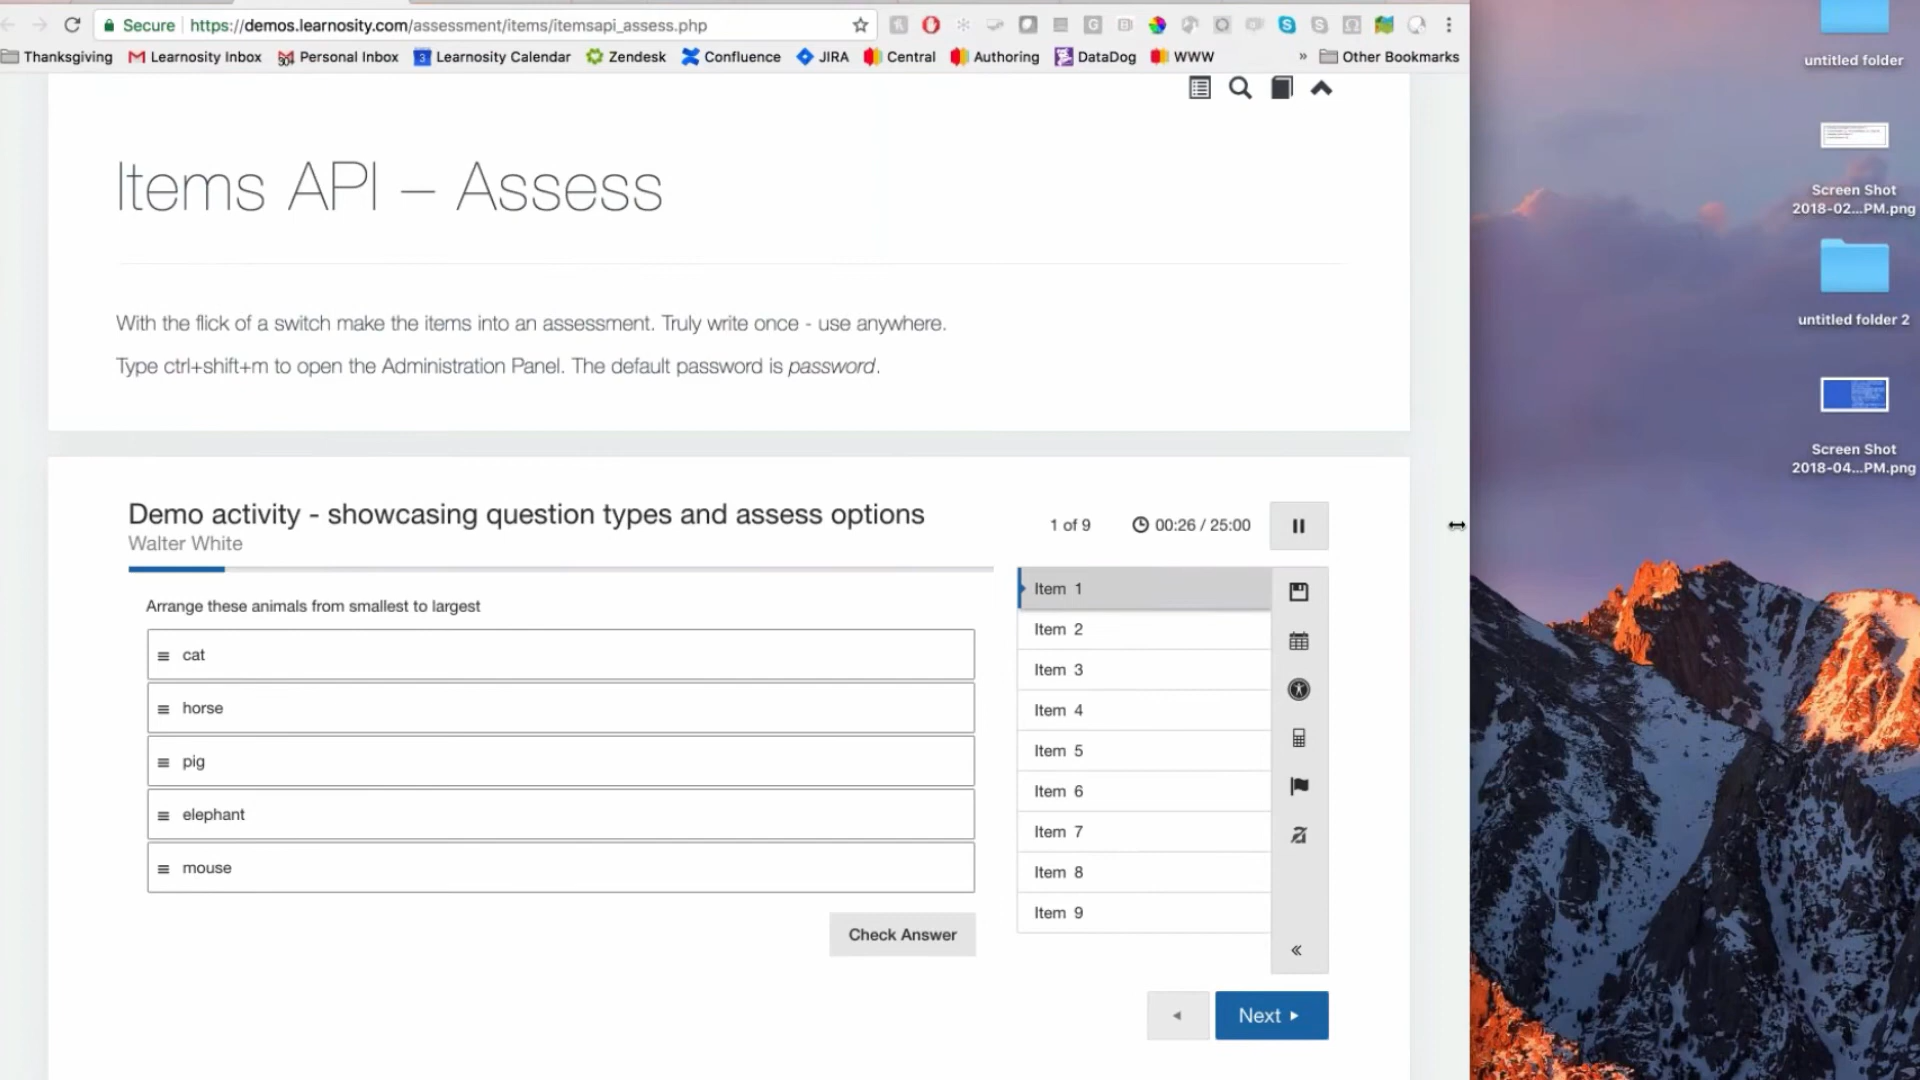 Secure https://demos.learnosity.com/assessment/items/itemsapi_assess.php
Thanksgiving Learnosity Inbox Personal Inbox 3 Learnosity Calendar Zendesk Confluence JIRA Central Authoring DataDog WWW » Other Bookmarks
Items API – Assess
With the flick of a switch make the items into an assessment. Truly write once - use anywhere.
Type ctrl+shift+m to open the Administration Panel. The default password is password.
Demo activity - showcasing question types and assess options
Walter White
1 of 9 00:26 / 25:00
Arrange these animals from smallest to largest
cat
horse
pig
elephant
mouse
Check Answer
Item 1
Item 2
Item 3
Item 4
Item 5
Item 6
Item 7
Item 8
Item 9
Next
untitled folder
Screen Shot
2018-02...PM.png
untitled folder 2
Screen Shot
2018-04...PM.png